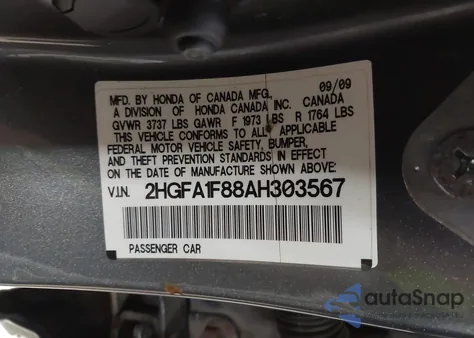 09/09
MFD. BY HONDA OF CANADA MFG.,
A DIVISION OF HONDA CANADA INC. CANADA
GVWR 3737 LBS GAWR F 1973 LBS R 1764 LBS
THIS VEHICLE CONFORMS TO ALL APPLICABLE
FEDERAL MOTOR VEHICLE SAFETY, BUMPER,
AND THEFT PREVENTION STANDARDS IN EFFECT
ON THE DATE OF MANUFACTURE SHOWN ABOVE:
V.I.N. 2HGFA1F88AH303567
PASSENGER CAR
autoSnap